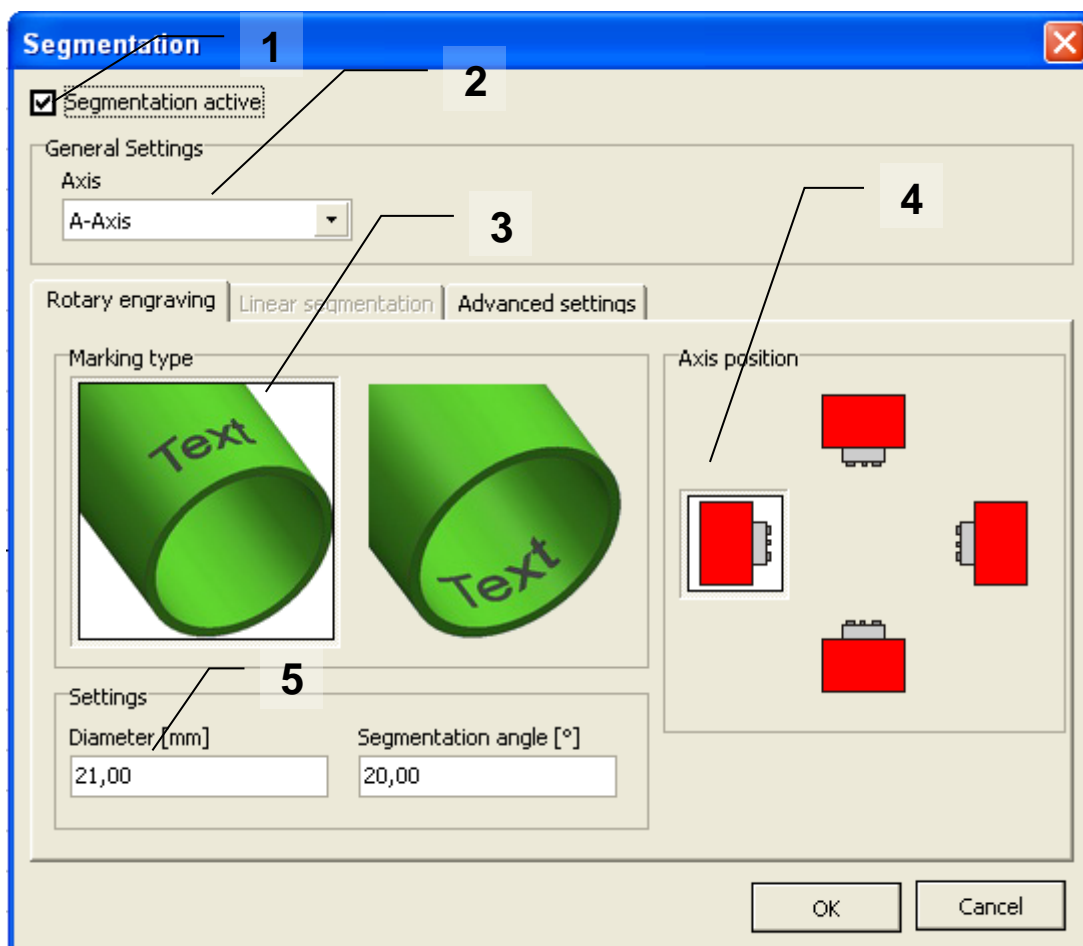 Segmentation
1
Segmentation active
2
General Settings
Axis
A-Axis
3
4
Rotary engraving Linear segmentation Advanced settings
Marking type
Text
Text
Axis position
5
Settings
Diameter [mm] Segmentation angle [°]
21,00 20,00
OK Cancel